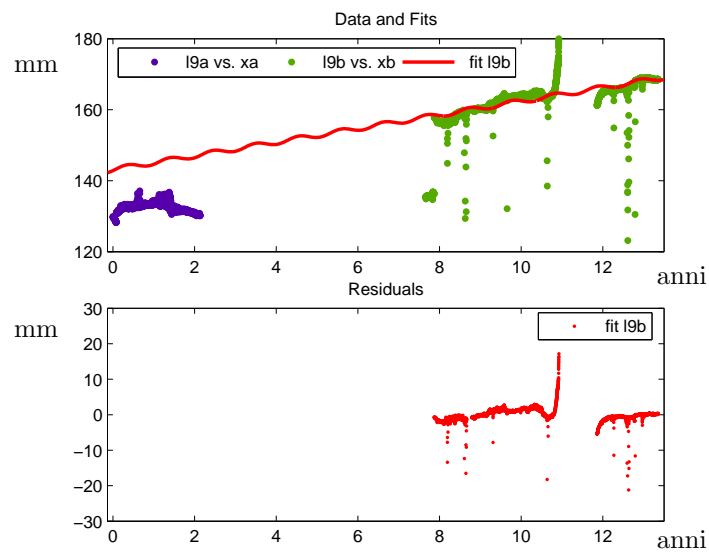 Data and Fits
mm
180
l9a vs. xa
l9b vs. xb
fit l9b
160
140
120
0 2 4 6 8 10 12
anni
Residuals
mm
30
fit l9b
20
10
0
−10
−20
−30
0 2 4 6 8 10 12
anni